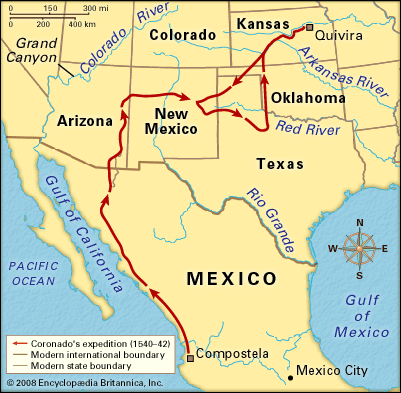 0 150 300 mi
0 200 400 km
Grand
Canyon
Colorado River
Colorado
Kansas
Quivira
Arkansas River
Arizona
New
Mexico
Oklahoma
Red River
Texas
Gulf of California
Rio Grande
PACIFIC
OCEAN
MEXICO
N
W E
S
Gulf
of
Mexico
Compostela
Mexico City
Coronado's expedition (1540–42)
Modern international boundary
Modern state boundary
© 2008 Encyclopædia Britannica, Inc.